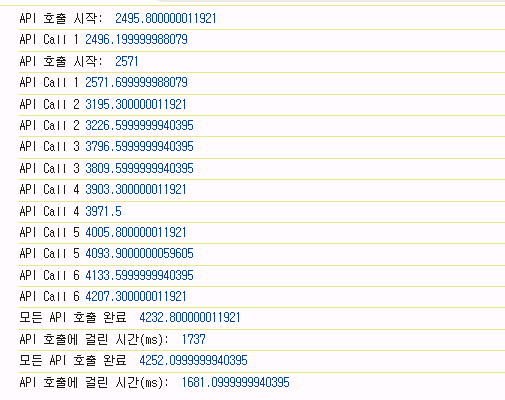 API 호출 시작:  2495.800000011921
API Call 1 2496.199999988079
API 호출 시작:  2571
API Call 1 2571.699999988079
API Call 2 3195.300000011921
API Call 2 3226.5999999940395
API Call 3 3796.5999999940395
API Call 3 3809.5999999940395
API Call 4 3903.300000011921
API Call 4 3971.5
API Call 5 4005.800000011921
API Call 5 4093.9000000059605
API Call 6 4133.5999999940395
API Call 6 4207.300000011921
모든 API 호출 완료  4232.800000011921
API 호출에 걸린 시간(ms):  1737
모든 API 호출 완료  4252.0999999940395
API 호출에 걸린 시간(ms):  1681.0999999940395